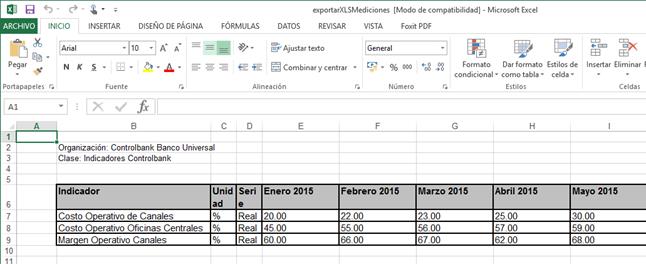 exportarXLSMediciones [Modo de compatibilidad] - Microsoft Excel
ARCHIVO INICIO INSERTAR DISEÑO DE PÁGINA FÓRMULAS DATOS REVISAR VISTA Foxit PDF
Pegar
Arial 10
N K S
Ajustar texto
Combinar y centrar
General
% 000
Formato condicional
Dar formato como tabla
Estilos de celda
Insertar Eliminar
Portapapeles Fuente Alineación Número Estilos Celdas
A1 fx
A B C D E F G H I
1
2 Organización: Controlbank Banco Universal
3 Clase: Indicadores Controlbank
4
5
6 Indicador Unid ad Seri e Enero 2015 Febrero 2015 Marzo 2015 Abril 2015 Mayo 2015
7 Costo Operativo de Canales % Real 20.00 22.00 23.00 25.00 30.00
8 Costo Operativo Oficinas Centrales % Real 45.00 55.00 56.00 57.00 59.00
9 Margen Operativo Canales % Real 60.00 66.00 67.00 62.00 68.00
10
11